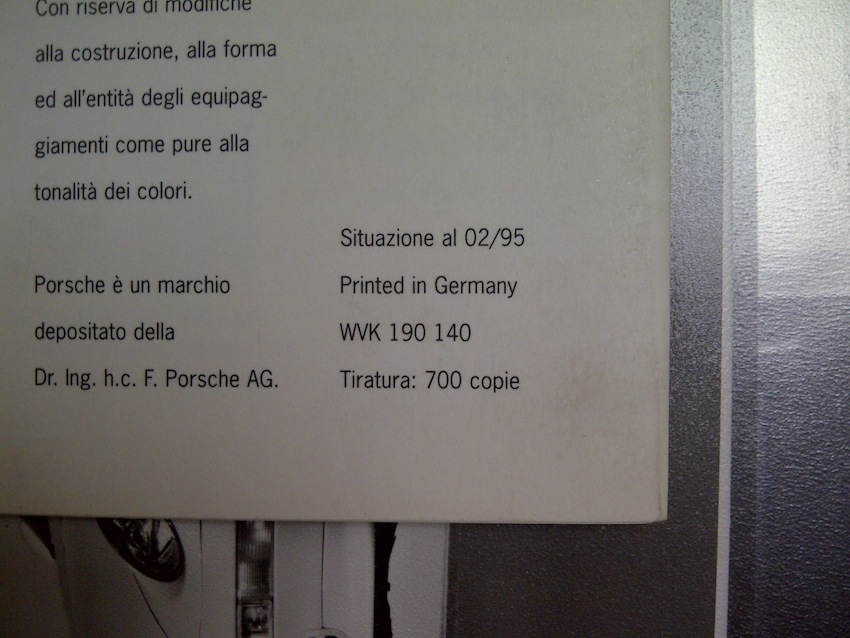 Con riserva di modifiche
alla costruzione, alla forma
ed all'entità degli equipag-
giamenti come pure alla
tonalità dei colori.
Porsche è un marchio
depositato della
Dr. Ing. h.c. F. Porsche AG.
Situazione al 02/95
Printed in Germany
WVK 190 140
Tiratura: 700 copie